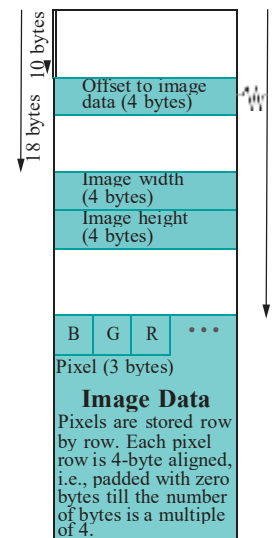 10 bytes
18 bytes
Offset to image
data (4 bytes)
Image width
(4 bytes)
Image height
(4 bytes)
B G R ...
Pixel (3 bytes)
Image Data
Pixels are stored row
by row. Each pixel
row is 4-byte aligned,
i.e., padded with zero
bytes till the number
of bytes is a multiple
of 4.